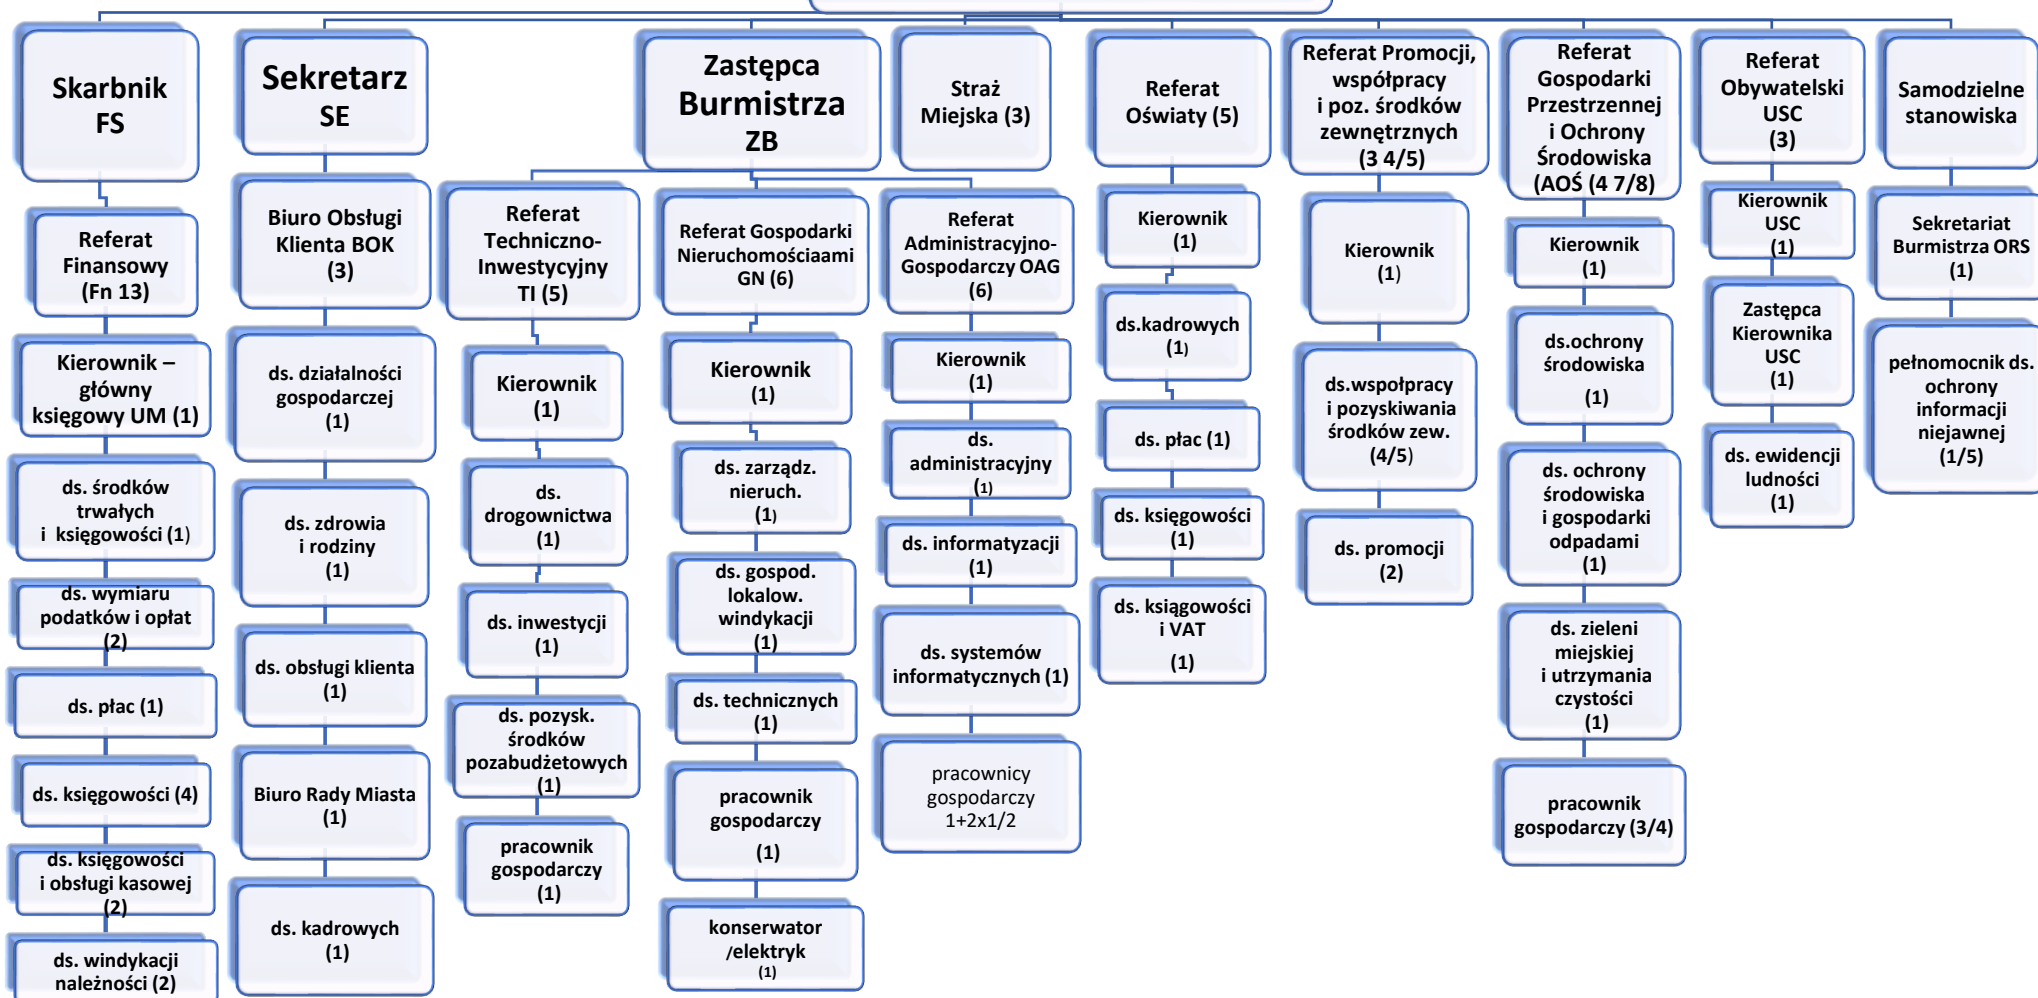 Skarbnik
FS
Referat
Finansowy
(Fn 13)
Kierownik –
główny
księgowy UM (1)
ds. środków
trwałych
i księgowości (1)
ds. wymiaru
podatków i opłat
(2)
ds. płac (1)
ds. księgowości (4)
ds. księgowości
i obsługi kasowej
(2)
ds. windykacji
należności (2)
Sekretarz
SE
Biuro Obsługi
Klienta BOK
(3)
ds. działalności
gospodarczej
(1)
ds. zdrowia
i rodziny
(1)
ds. obsługi klienta
(1)
Biuro Rady Miasta
(1)
ds. kadrowych
(1)
Zastępca
Burmistrza
ZB
Referat
Techniczno-
Inwestycyjny
TI (5)
Kierownik
(1)
ds.
drogownictwa
(1)
ds. inwestycji
(1)
ds. pozysk.
środków
pozabudżetowych
(1)
pracownik
gospodarczy
(1)
Referat Gospodarki
Nieruchomościaami
GN (6)
Kierownik
(1)
ds. zarządz.
nieruch.
(1)
ds. gospod.
lokalow.
windykacji
(1)
ds. technicznych
(1)
pracownik
gospodarczy
(1)
konserwator
/elektryk
(1)
Referat
Administracyjno-
Gospodarczy OAG
(6)
Kierownik
(1)
ds.
administracyjny
(1)
ds. informatyzacji
(1)
ds. systemów
informatycznych (1)
pracownicy
gospodarczy
1+2x1/2
Straż
Miejska (3)
Referat
Oświaty (5)
Kierownik
(1)
ds.kadrowych
(1)
ds. płac (1)
ds. księgowości
(1)
ds. ksiągowości
i VAT
(1)
Referat Promocji,
współpracy
i poz. środków
zewnętrznych
(3 4/5)
Kierownik
(1)
ds.wspołpracy
i pozyskiwania
środków zew.
(4/5)
ds. promocji
(2)
Referat
Gospodarki
Przestrzennej
i Ochrony
Środowiska
(AOŚ (4 7/8)
Kierownik
(1)
ds.ochrony
środowiska
(1)
ds. ochrony
środowiska
i gospodarki
odpadami
(1)
ds. zieleni
miejskiej
i utrzymania
czystości
(1)
pracownik
gospodarczy (3/4)
Referat
Obywatelski
USC
(3)
Kierownik
USC
(1)
Zastępca
Kierownika
USC
(1)
ds. ewidencji
ludności
(1)
Samodzielne
stanowiska
Sekretariat
Burmistrza ORS
(1)
pełnomocnik ds.
ochrony
informacji
niejawnej
(1/5)